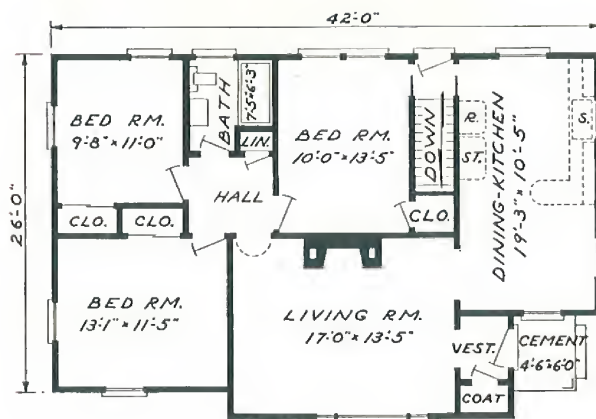 42'-0"
26'-0"
BED RM.
9'-8" x 11'-0"
BATH
7'-5" x 6'-3"
LIN.
BED RM.
10'-0" x 13'-5"
DOWN
R.
ST.
S.
DINING-KITCHEN
19'-3" x 10'-5"
HALL
CLO.
CLO.
CLO.
BED RM.
13'-1" x 11'-5"
LIVING RM.
17'-0" x 13'-5"
VEST.
CEMENT
4'-6" x 6'-0"
COAT